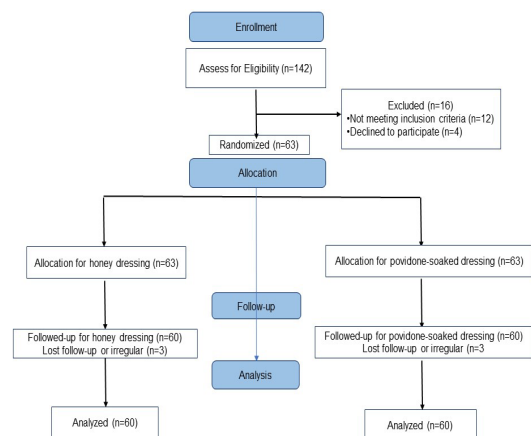 Enrollment
Assess for Eligibility (n=142)
Excluded (n=16)
•Not meeting inclusion criteria (n=12)
•Declined to participate (n=4)
Randomized (n=63)
Allocation
Allocation for honey dressing (n=63)
Allocation for povidone-soaked dressing (n=63)
Follow-up
Followed-up for honey dressing (n=60)
Lost follow-up or irregular (n=3)
Followed-up for povidone-soaked dressing (n=60)
Lost follow-up or irregular (n=3
Analysis
Analyzed (n=60)
Analyzed (n=60)